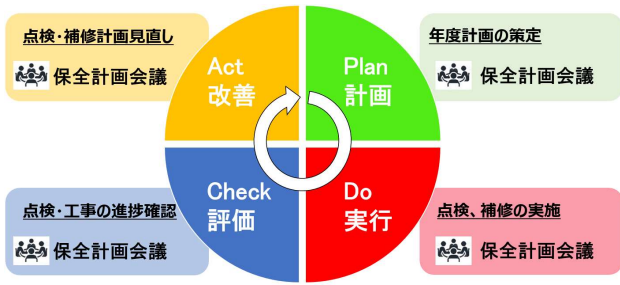 点検・補修計画見直し
保全計画会議
Act
改善
Plan
計画
年度計画の策定
保全計画会議
点検・工事の進捗確認
保全計画会議
Check
評価
Do
実行
点検、補修の実施
保全計画会議